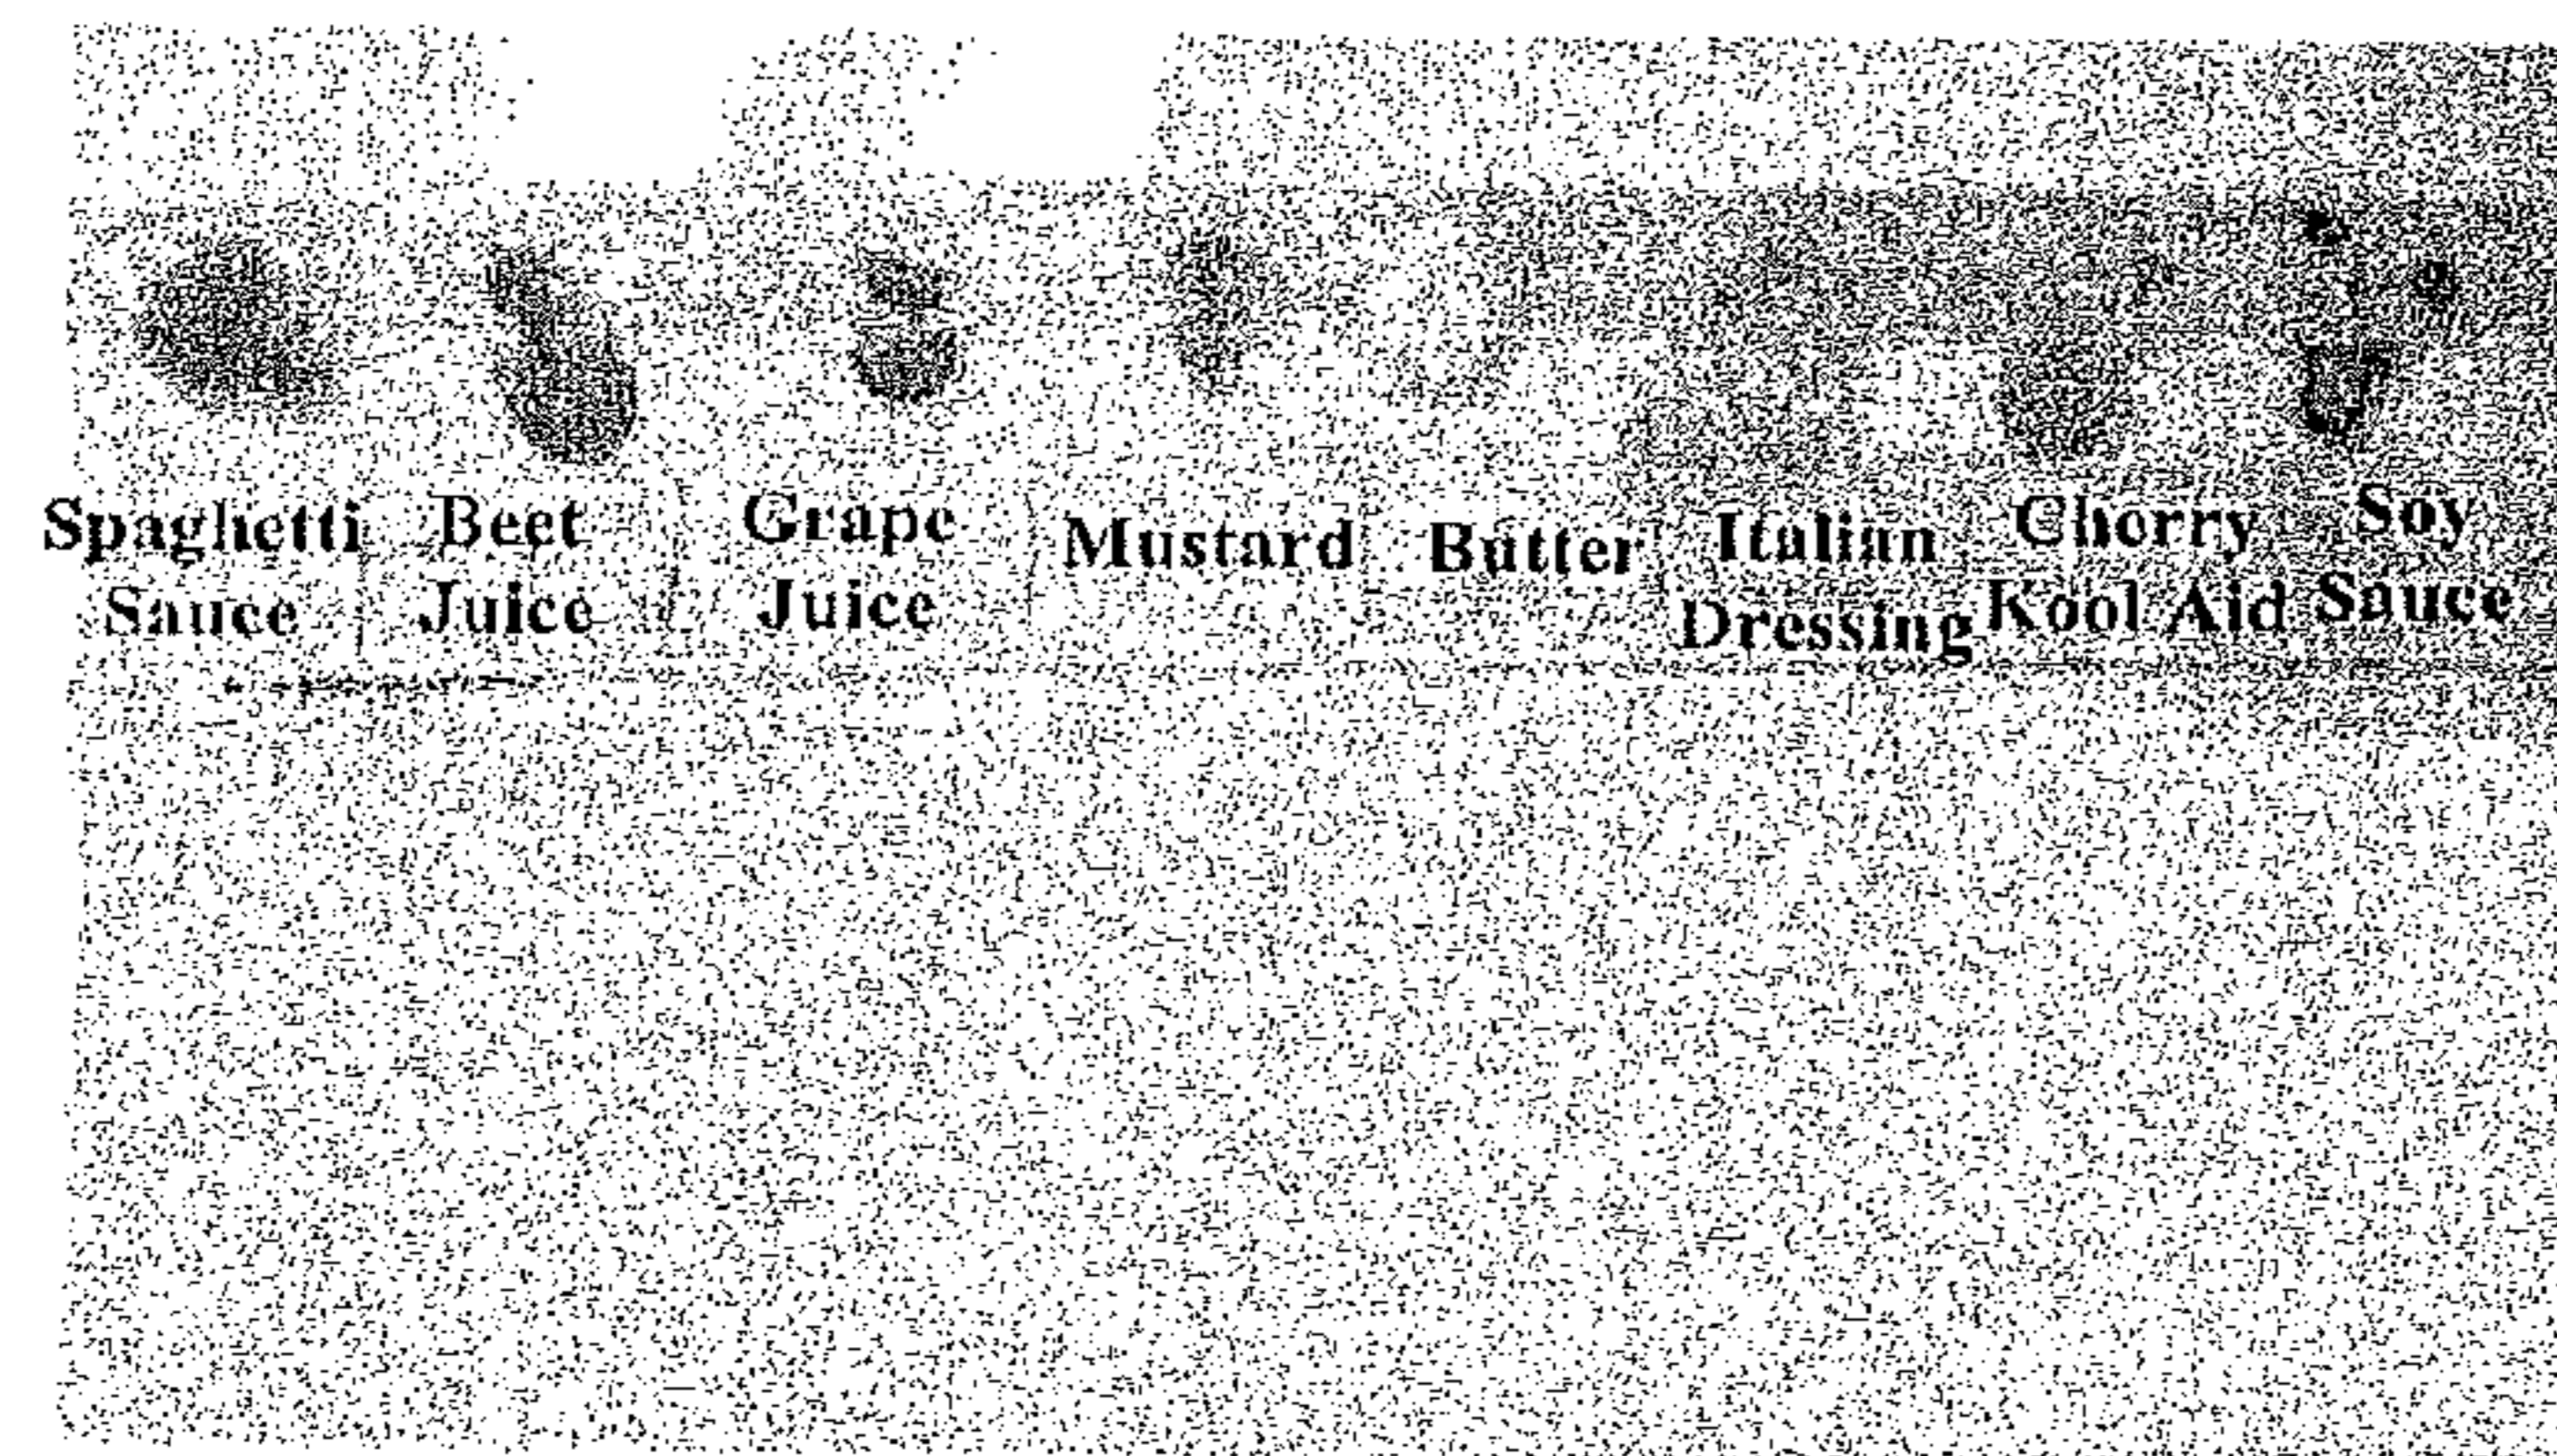 Spaghetti
Sauce
Beet
Juice
Grape
Juice
Mustard
Butter
Italian
Dressing
Cherry
Kool Aid
Soy
Sauce